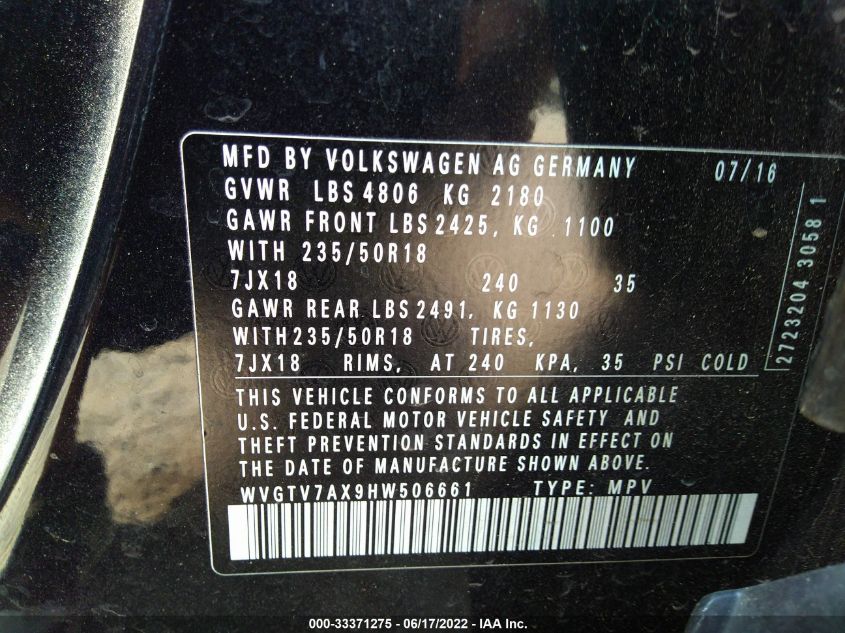 MFD BY VOLKSWAGEN AG GERMANY 07/16
GVWR LBS 4806 KG 2180
GAWR FRONT LBS 2425, KG 1100
WITH 235/50R18
7JX18 240 35
GAWR REAR LBS 2491, KG 1130
WITH 235/50R18 TIRES,
7JX18 RIMS, AT 240 KPA, 35 PSI COLD
THIS VEHICLE CONFORMS TO ALL APPLICABLE
U.S. FEDERAL MOTOR VEHICLE SAFETY AND
THEFT PREVENTION STANDARDS IN EFFECT ON
THE DATE OF MANUFACTURE SHOWN ABOVE.
WVGTV7AX9HW506661 TYPE: MPV
2723204 3058 1
000-33371275 - 06/17/2022 - IAA Inc.